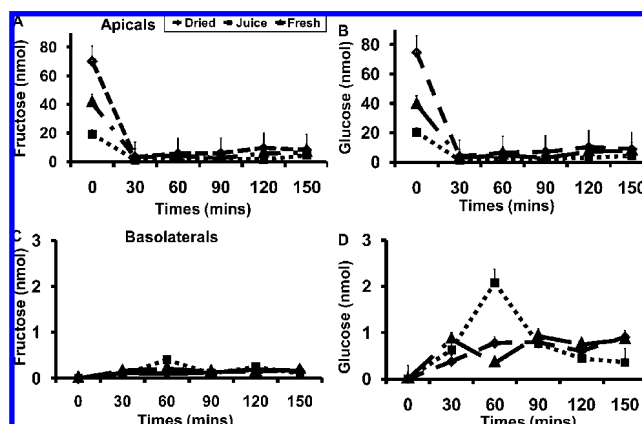 A Apicals Dried Juice Fresh B
Fructose (nmol) 80 60 40 20 0
0 30 60 90 120 150
Times (mins)
Glucose (nmol) 80 60 40 20 0
0 30 60 90 120 150
Times (mins)
C Basolaterals D
Fructose (nmol) 3 2 1 0
0 30 60 90 120 150
Times (mins)
Glucose (nmol) 3 2 1 0
0 30 60 90 120 150
Times (mins)